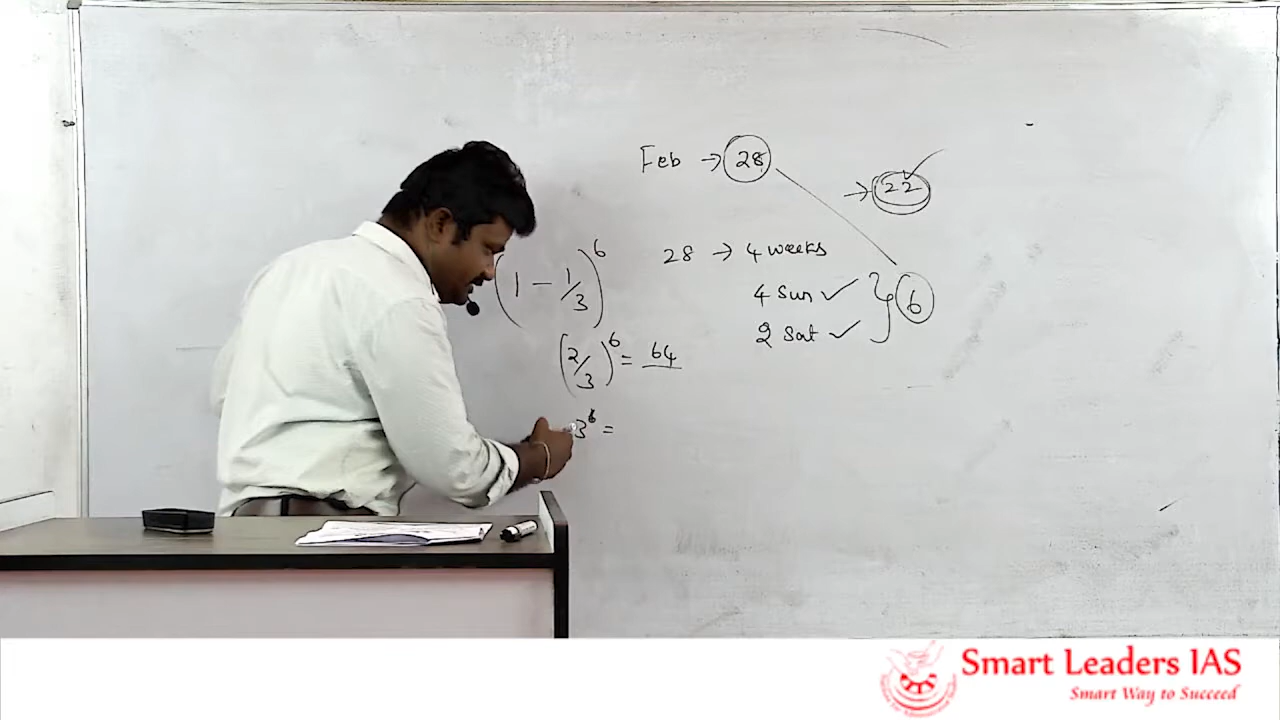 Feb → 28
→ 22
28 → 4 weeks
4 Sun ✓
2 Sat ✓
} 6
(1 - 1/3)^6
(2/3)^6 = 64
3^6 =
Smart Leaders IAS
Smart Way to Succeed